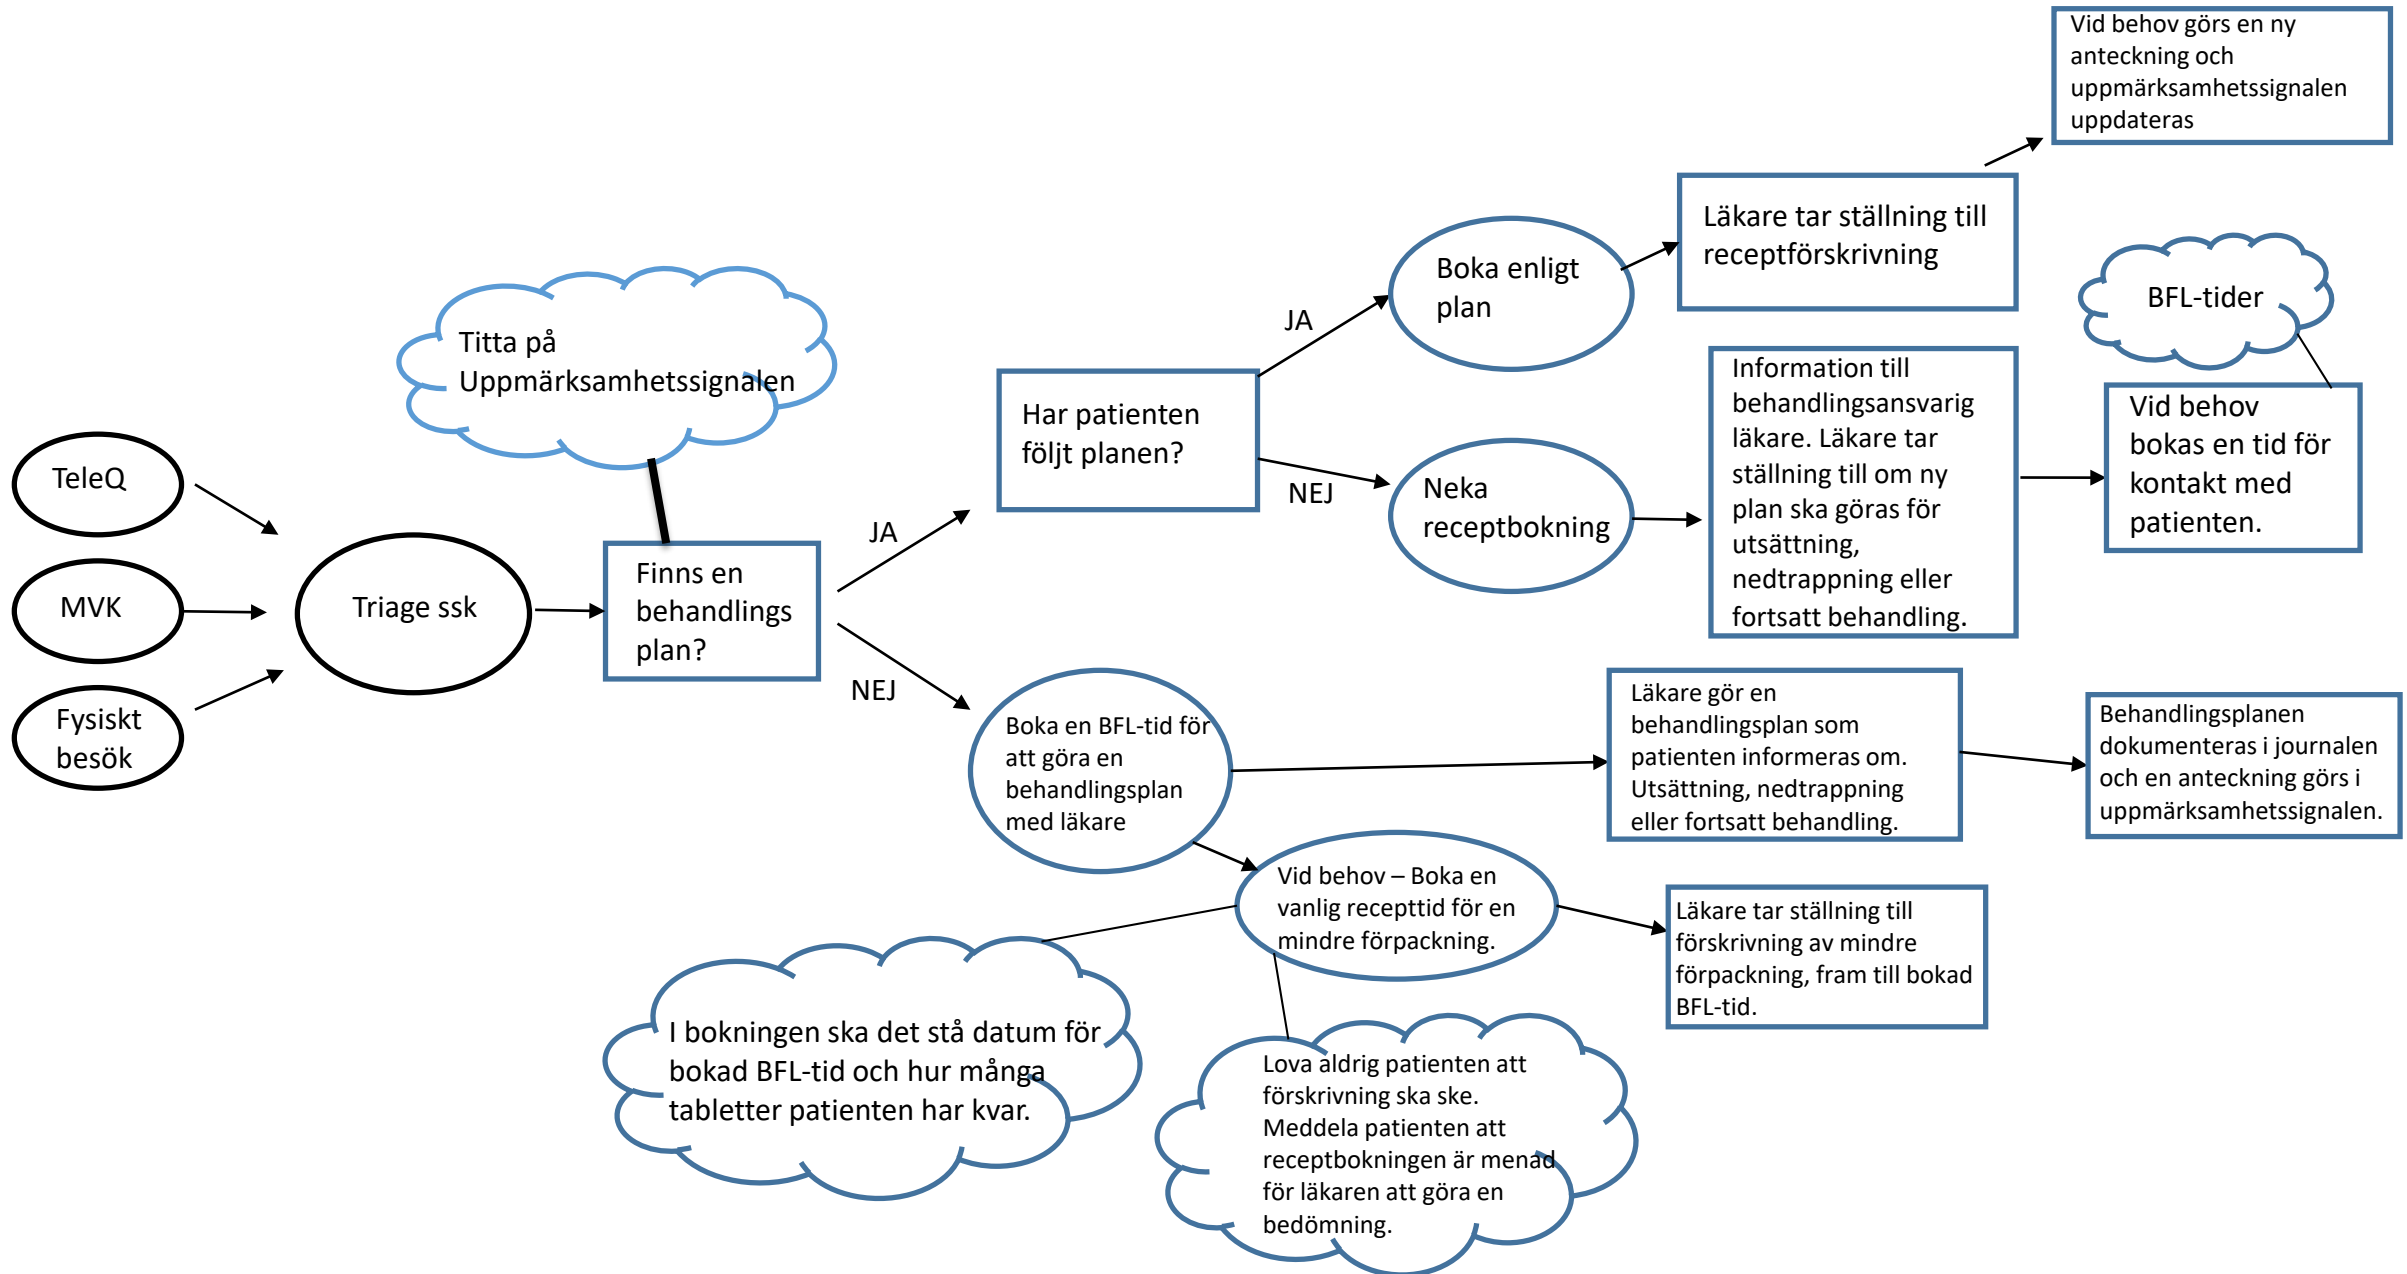 TeleQ
MVK
Fysiskt
besök
Triage ssk
Titta på
Uppmärksamhetssignalen
Finns en
behandlings
plan?
JA
NEJ
Har patienten
följt planen?
JA
NEJ
Boka enligt
plan
Läkare tar ställning till
receptförskrivning
Vid behov görs en ny
anteckning och
uppmärksamhetssignalen
uppdateras
Neka
receptbokning
Information till
behandlingsansvarig
läkare. Läkare tar
ställning till om ny
plan ska göras för
utsättning,
nedtrappning eller
fortsatt behandling.
BFL-tider
Vid behov
bokas en tid för
kontakt med
patienten.
Boka en BFL-tid för
att göra en
behandlingsplan
med läkare
Läkare gör en
behandlingsplan som
patienten informeras om.
Utsättning, nedtrappning
eller fortsatt behandling.
Behandlingsplanen
dokumenteras i journalen
och en anteckning görs i
uppmärksamhetssignalen.
Vid behov – Boka en
vanlig recepttid för en
mindre förpackning.
Läkare tar ställning till
förskrivning av mindre
förpackning, fram till bokad
BFL-tid.
I bokningen ska det stå datum för
bokad BFL-tid och hur många
tabletter patienten har kvar.
Lova aldrig patienten att
förskrivning ska ske.
Meddela patienten att
receptbokningen är menad
för läkaren att göra en
bedömning.